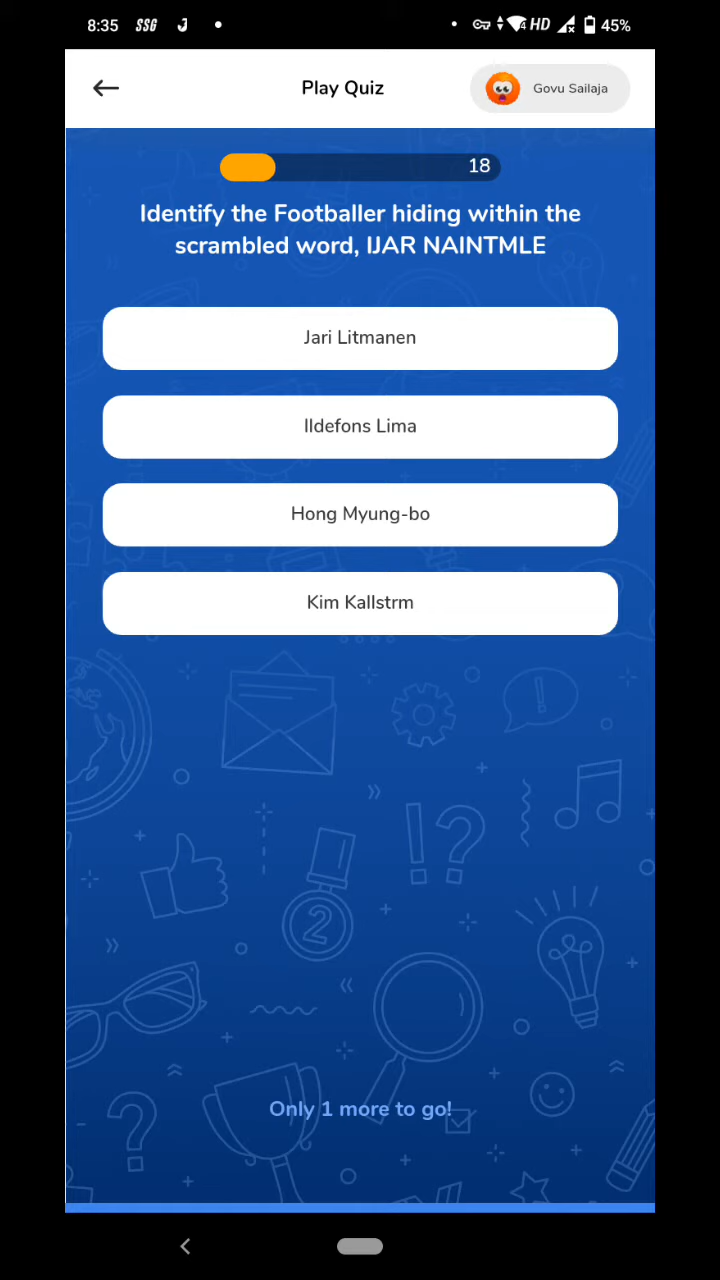 8:35 SSG J HD 45%
Play Quiz
Govu Sailaja
18
Identify the Footballer hiding within the
scrambled word, IJAR NAINTMLE
Jari Litmanen
Ildefons Lima
Hong Myung-bo
Kim Kallstrm
Only 1 more to go!